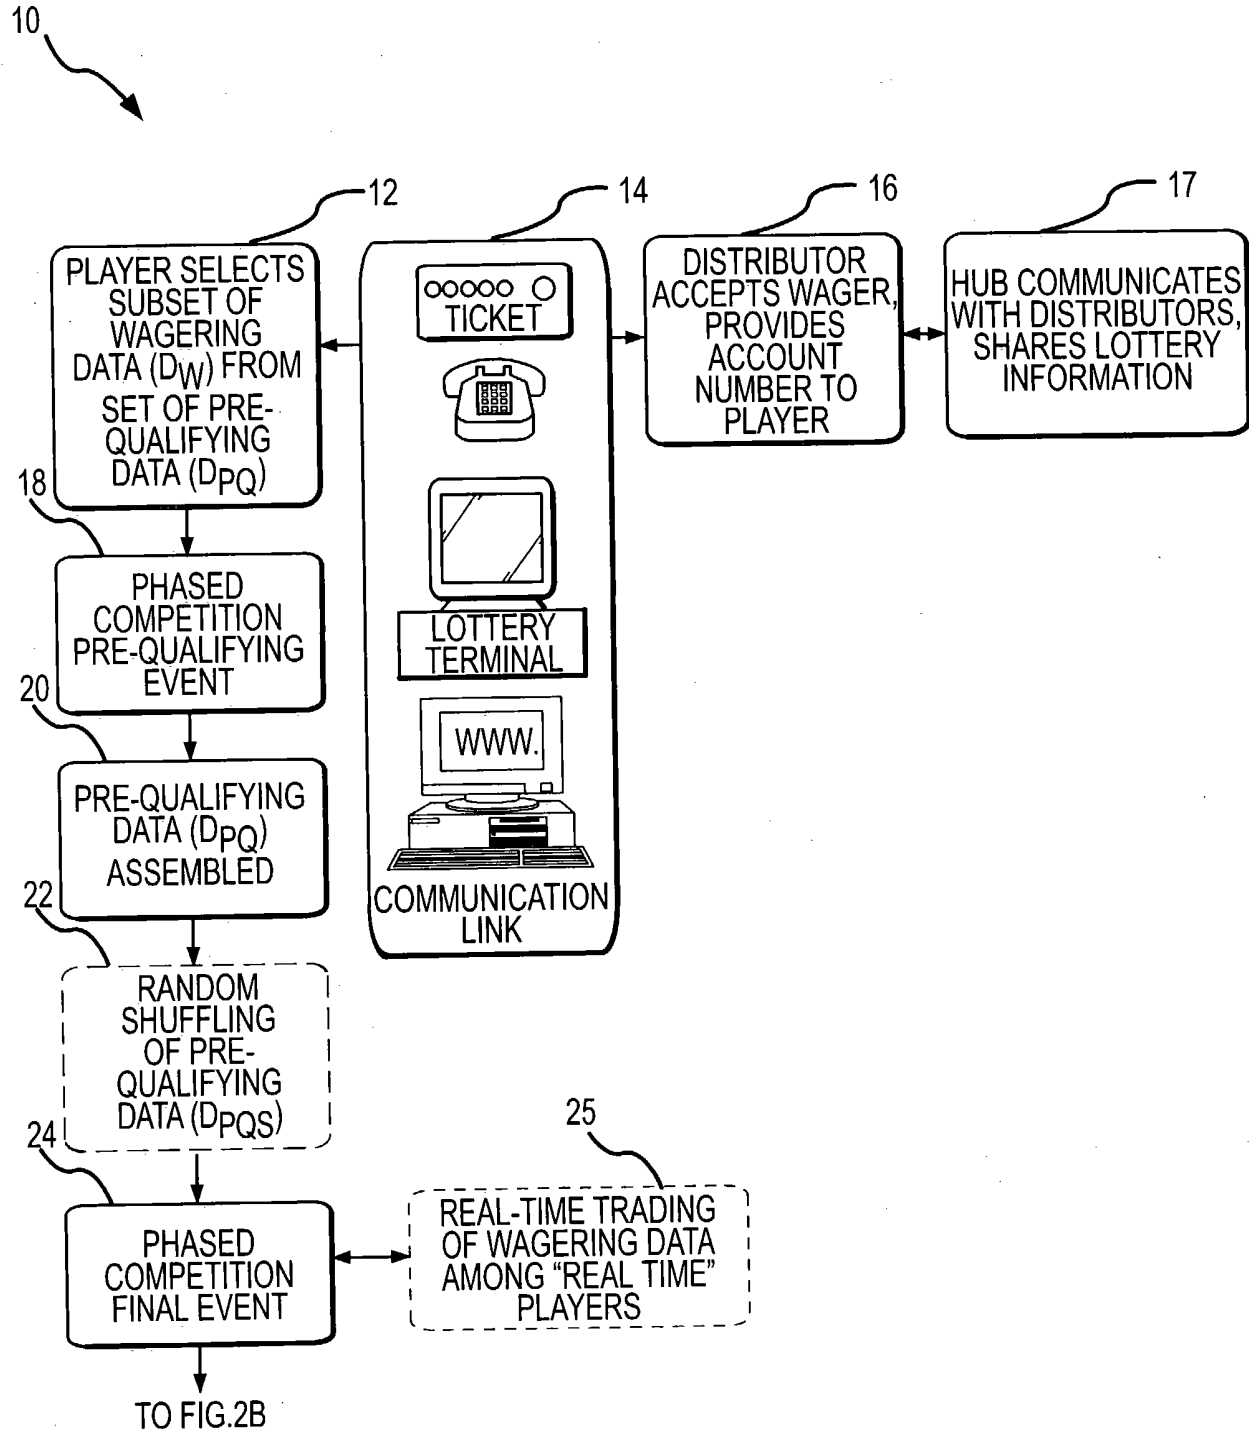 10
12
PLAYER SELECTS
SUBSET OF
WAGERING
DATA (DW) FROM
SET OF PRE-
QUALIFYING
DATA (DPQ)
14
TICKET
LOTTERY
TERMINAL
WWW.
COMMUNICATION
LINK
16
DISTRIBUTOR
ACCEPTS WAGER,
PROVIDES
ACCOUNT
NUMBER TO
PLAYER
17
HUB COMMUNICATES
WITH DISTRIBUTORS,
SHARES LOTTERY
INFORMATION
18
PHASED
COMPETITION
PRE-QUALIFYING
EVENT
20
PRE-QUALIFYING
DATA (DPQ)
ASSEMBLED
22
RANDOM
SHUFFLING
OF PRE-
QUALIFYING
DATA (DPQS)
24
PHASED
COMPETITION
FINAL EVENT
25
REAL-TIME TRADING
OF WAGERING DATA
AMONG “REAL TIME”
PLAYERS
TO FIG.2B